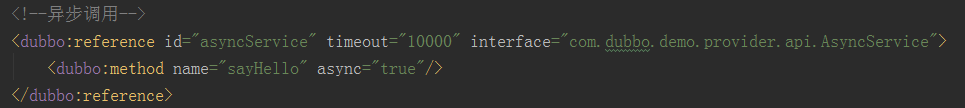 <!--异步调用-->
<dubbo:reference id="asyncService" timeout="10000" interface="com.dubbo.demo.provider.api.AsyncService">
<dubbo:method name="sayHello" async="true"/>
</dubbo:reference>